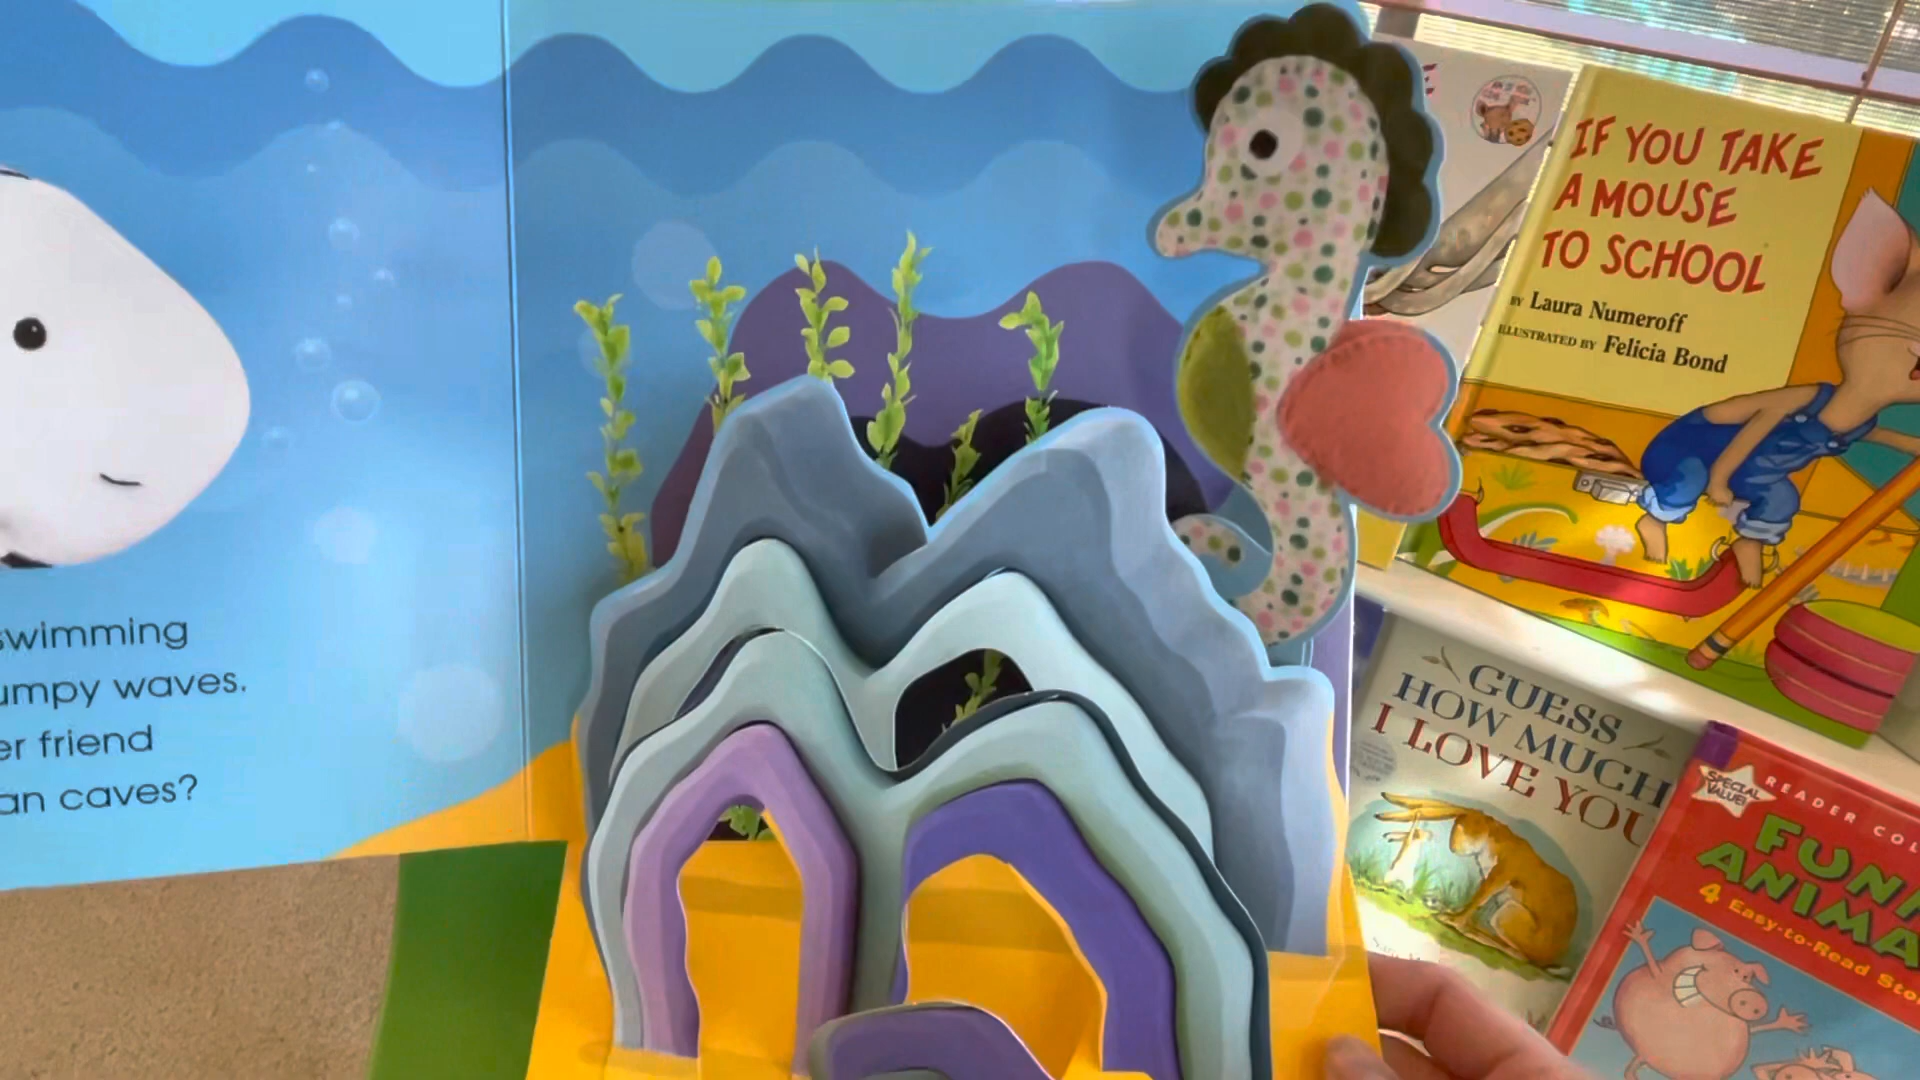 swimming
umpy waves.
er friend
an caves?
IF YOU TAKE
A MOUSE
TO SCHOOL
BY Laura Numeroff
ILLUSTRATED BY Felicia Bond
GUESS
HOW MUCH
I LOVE YOU
SPECIAL
VALUE!
READER COL
FUN
ANIMA
4 Easy-to-Read Sto